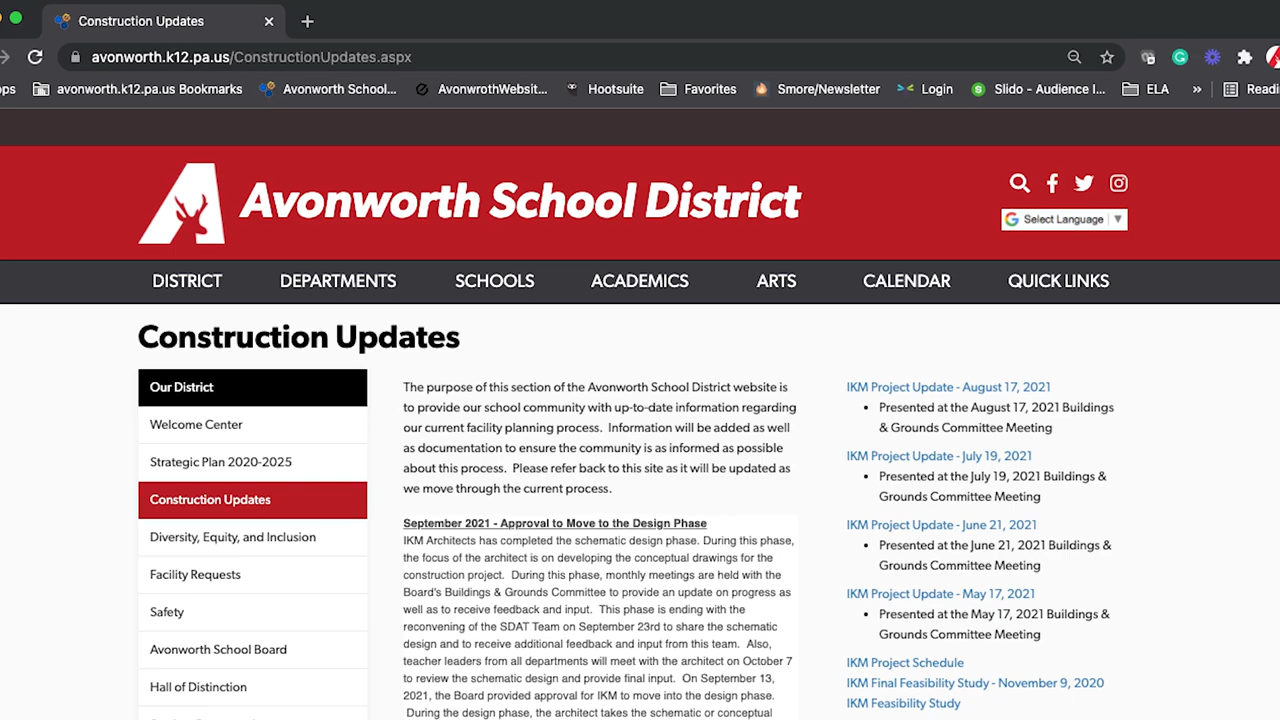 Construction Updates
avonworth.k12.pa.us/ConstructionUpdates.aspx
avonworth.k12.pa.us Bookmarks
Avonworth School...
AvonwrothWebsit...
Hootsuite
Favorites
Smore/Newsletter
Login
Slido - Audience I...
ELA
»
Avonworth School District
Select Language
DISTRICT
DEPARTMENTS
SCHOOLS
ACADEMICS
ARTS
CALENDAR
QUICK LINKS
Construction Updates
Our District
Welcome Center
Strategic Plan 2020-2025
Construction Updates
Diversity, Equity, and Inclusion
Facility Requests
Safety
Avonworth School Board
Hall of Distinction
The purpose of this section of the Avonworth School District website is
to provide our school community with up-to-date information regarding
our current facility planning process. Information will be added as well
as documentation to ensure the community is as informed as possible
about this process. Please refer back to this site as it will be updated as
we move through the current process.
September 2021 - Approval to Move to the Design Phase
IKM Architects has completed the schematic design phase. During this phase,
the focus of the architect is on developing the conceptual drawings for the
construction project. During this phase, monthly meetings are held with the
Board's Buildings & Grounds Committee to provide an update on progress as
well as to receive feedback and input. This phase is ending with the
reconvening of the SDAT Team on September 23rd to share the schematic
design and to receive additional feedback and input from this team. Also,
teacher leaders from all departments will meet with the architect on October 7
to review the schematic design and provide final input. On September 13,
2021, the Board provided approval for IKM to move into the design phase.
During the design phase, the architect takes the schematic or conceptual
IKM Project Update - August 17, 2021
• Presented at the August 17, 2021 Buildings
& Grounds Committee Meeting
IKM Project Update - July 19, 2021
• Presented at the July 19, 2021 Buildings &
Grounds Committee Meeting
IKM Project Update - June 21, 2021
• Presented at the June 21, 2021 Buildings &
Grounds Committee Meeting
IKM Project Update - May 17, 2021
• Presented at the May 17, 2021 Buildings &
Grounds Committee Meeting
IKM Project Schedule
IKM Final Feasibility Study - November 9, 2020
IKM Feasibility Study